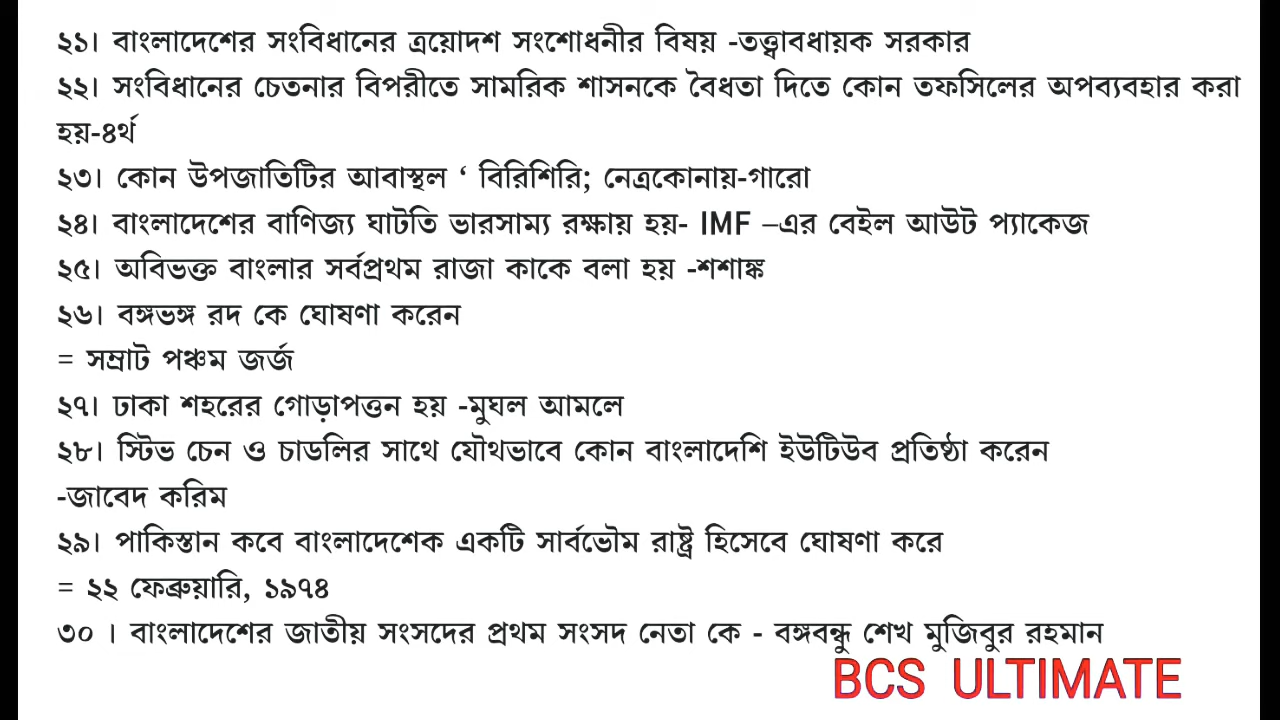 ২১। বাংলাদেশের সংবিধানের ত্রয়োদশ সংশোধনীর বিষয় -তত্ত্বাবধায়ক সরকার
২২। সংবিধানের চেতনার বিপরীতে সামরিক শাসনকে বৈধতা দিতে কোন তফসিলের অপব্যবহার করা
হয়-৪র্থ
২৩। কোন উপজাতিটির আবাস্থল ‘ বিরিশিরি; নেত্রকোনায়-গারো
২৪। বাংলাদেশের বাণিজ্য ঘাটতি ভারসাম্য রক্ষায় হয়- IMF –এর বেইল আউট প্যাকেজ
২৫। অবিভক্ত বাংলার সর্বপ্রথম রাজা কাকে বলা হয় -শশাঙ্ক
২৬। বঙ্গভঙ্গ রদ কে ঘোষণা করেন
= সম্রাট পঞ্চম জর্জ
২৭। ঢাকা শহরের গোড়াপত্তন হয় -মুঘল আমলে
২৮। স্টিভ চেন ও চাডলির সাথে যৌথভাবে কোন বাংলাদেশি ইউটিউব প্রতিষ্ঠা করেন
-জাবেদ করিম
২৯। পাকিস্তান কবে বাংলাদেশেক একটি সার্বভৌম রাষ্ট্র হিসেবে ঘোষণা করে
= ২২ ফেব্রুয়ারি, ১৯৭৪
৩০ । বাংলাদেশের জাতীয় সংসদের প্রথম সংসদ নেতা কে - বঙ্গবন্ধু শেখ মুজিবুর রহমান
BCS ULTIMATE